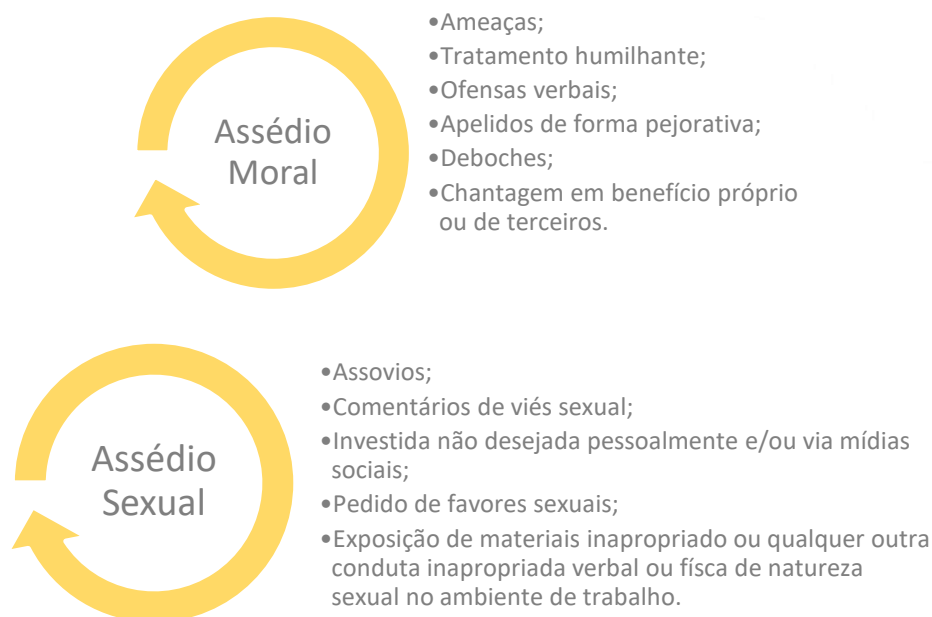 Assédio
Moral
•Ameaças;
•Tratamento humilhante;
•Ofensas verbais;
•Apelidos de forma pejorativa;
•Deboches;
•Chantagem em benefício próprio
ou de terceiros.
Assédio
Sexual
•Assovios;
•Comentários de viés sexual;
•Investida não desejada pessoalmente e/ou via mídias
sociais;
•Pedido de favores sexuais;
•Exposição de materiais inapropriado ou qualquer outra
conduta inapropriada verbal ou físca de natureza
sexual no ambiente de trabalho.